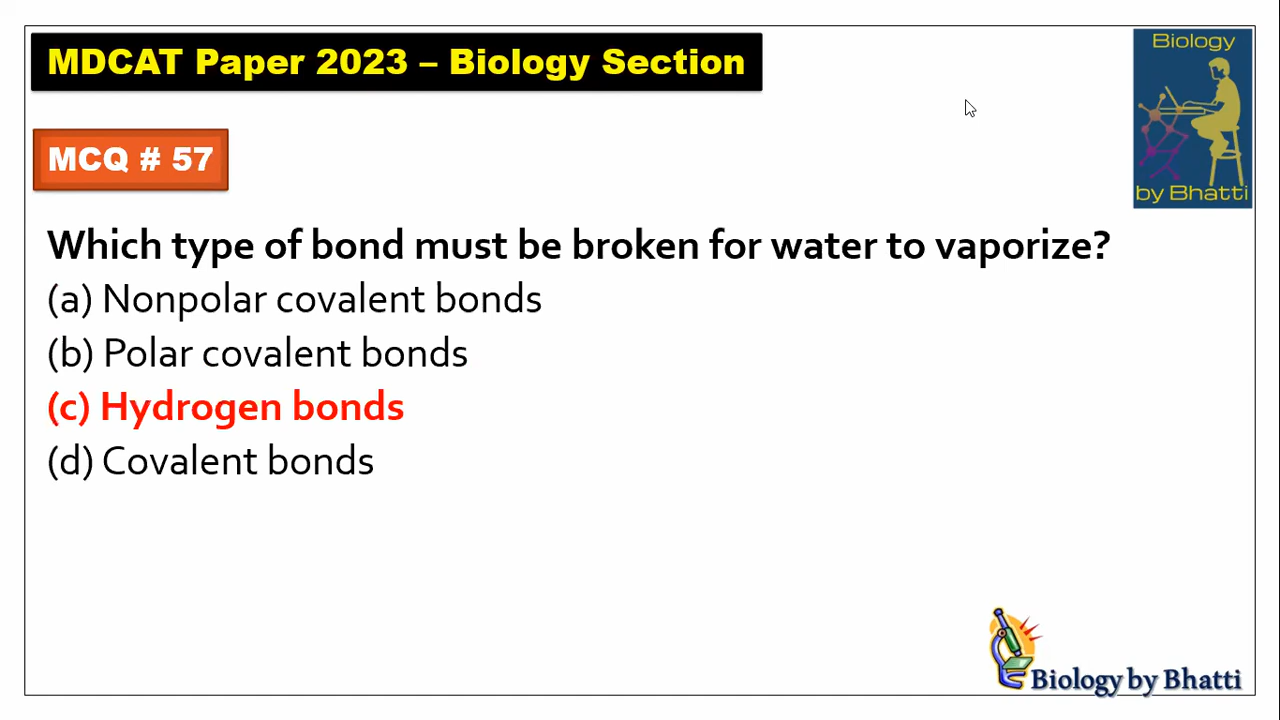 MDCAT Paper 2023 – Biology Section
Biology
by Bhatti
MCQ # 57
Which type of bond must be broken for water to vaporize?
(a) Nonpolar covalent bonds
(b) Polar covalent bonds
(c) Hydrogen bonds
(d) Covalent bonds
Biology by Bhatti